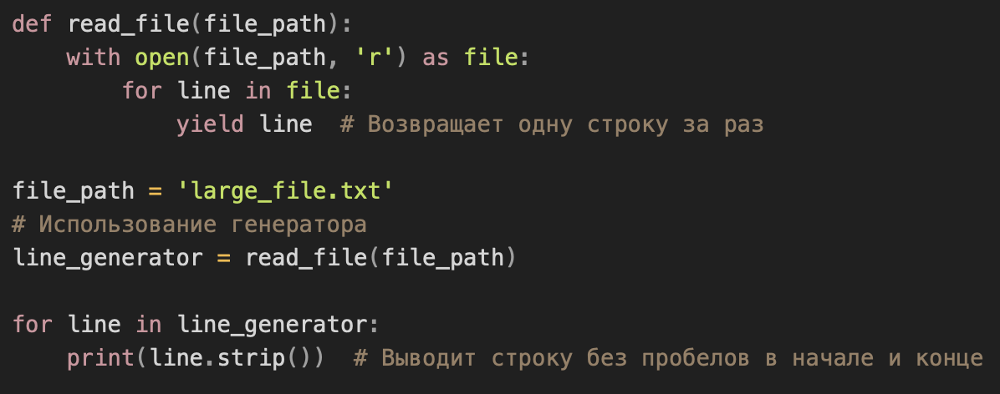 def read_file(file_path):
    with open(file_path, 'r') as file:
        for line in file:
            yield line  # Возвращает одну строку за раз

file_path = 'large_file.txt'
# Использование генератора
line_generator = read_file(file_path)

for line in line_generator:
    print(line.strip())  # Выводит строку без пробелов в начале и конце